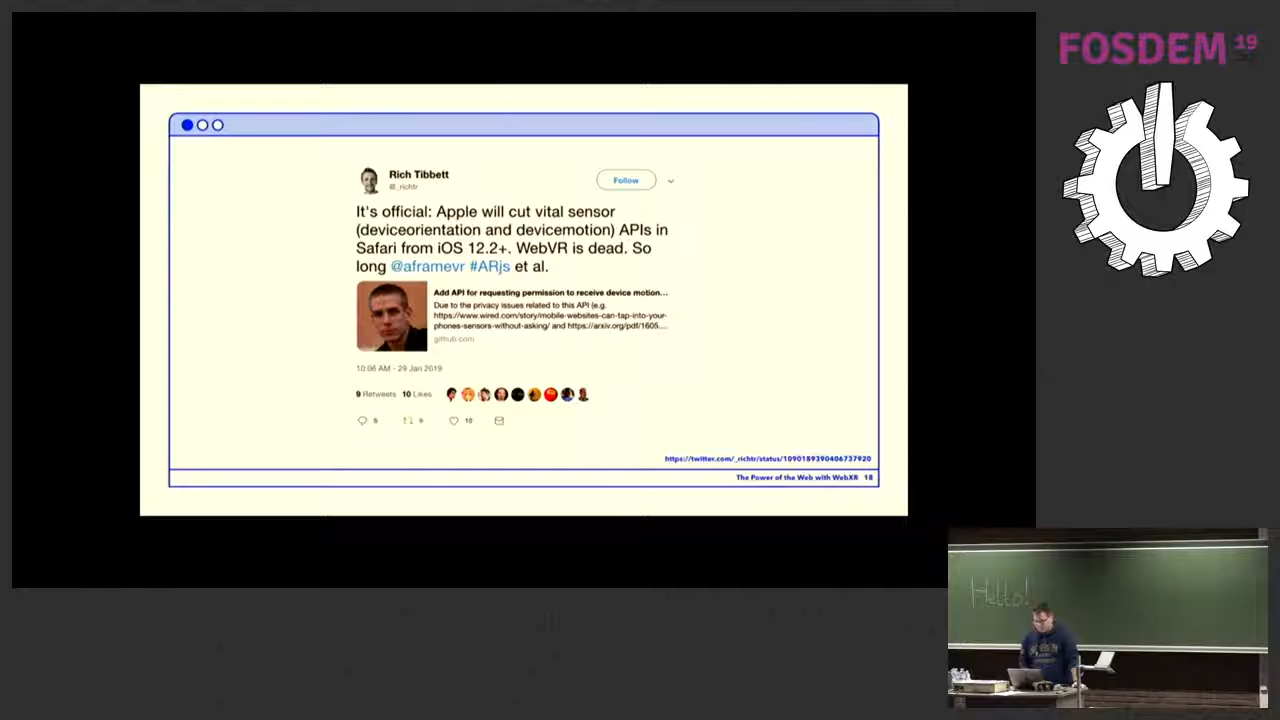 FOSDEM 19
Rich Tibbett
@_richtr
Follow
It's official: Apple will cut vital sensor
(deviceorientation and devicemotion) APIs in
Safari from iOS 12.2+. WebVR is dead. So
long @aframevr #ARjs et al.
Add API for requesting permission to receive device motion...
Due to the privacy issues related to this API (e.g.
https://www.wired.com/story/mobile-websites-can-tap-into-your-
phones-sensors-without-asking/ and https://arxiv.org/pdf/1605....
github.com
10:06 AM - 29 Jan 2019
9 Retweets 10 Likes
5 9 10
https://twitter.com/_richtr/status/1090189390406737920
The Power of the Web with WebXR 18
Hello!